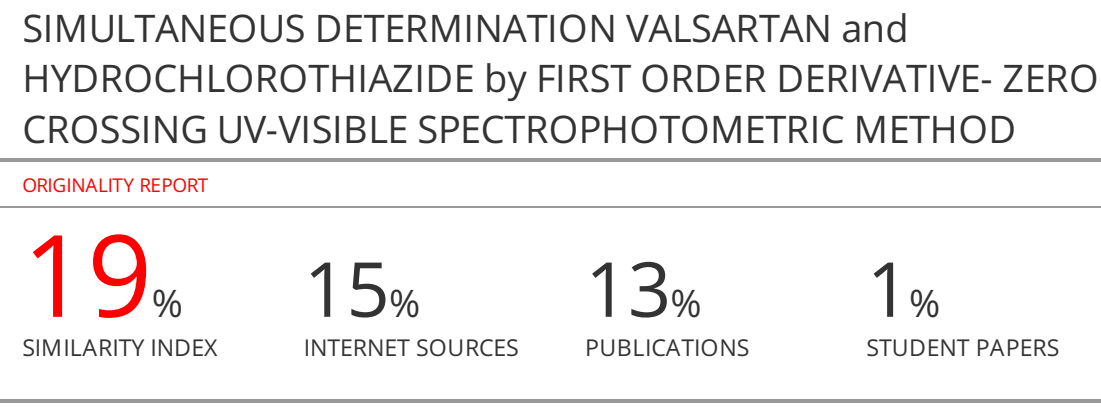 SIMULTANEOUS DETERMINATION VALSARTAN and
HYDROCHLOROTHIAZIDE by FIRST ORDER DERIVATIVE- ZERO
CROSSING UV-VISIBLE SPECTROPHOTOMETRIC METHOD
ORIGINALITY REPORT
19% 15% 13% 1%
SIMILARITY INDEX INTERNET SOURCES PUBLICATIONS STUDENT PAPERS